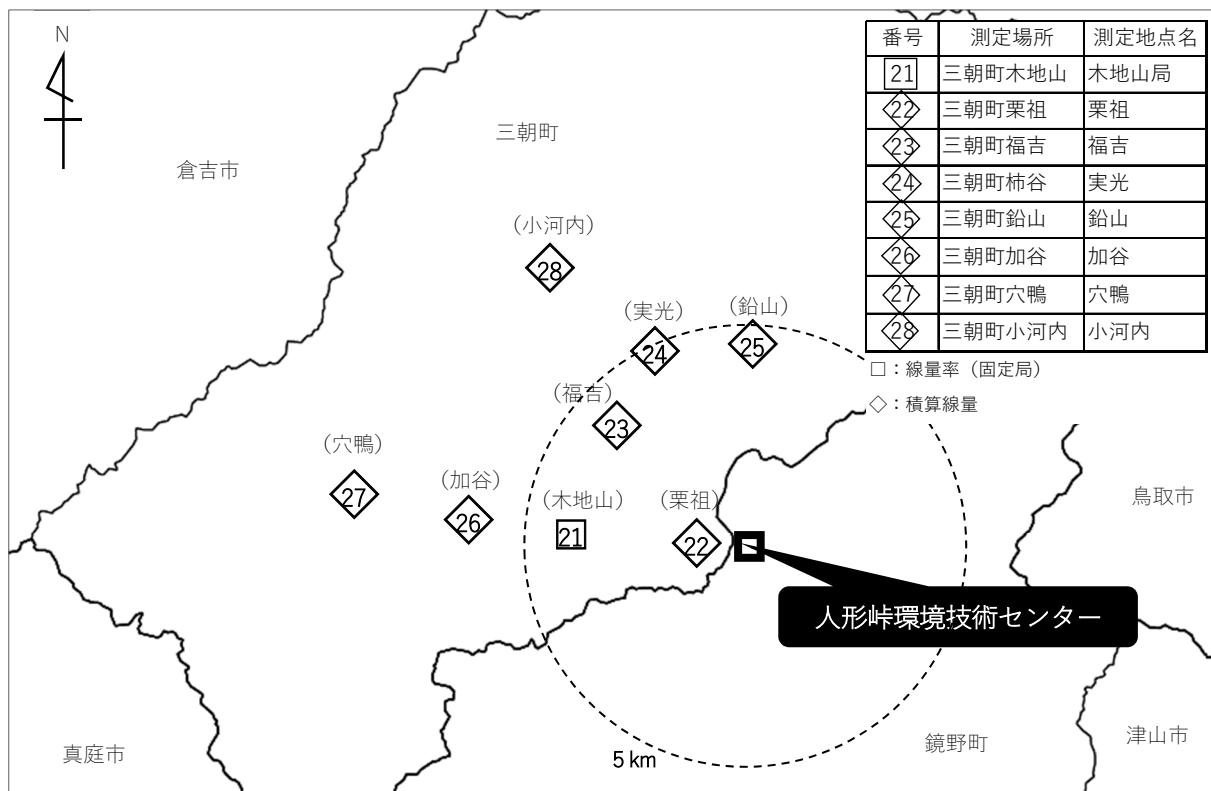 N
倉吉市
三朝町
番号 測定場所 測定地点名
21 三朝町木地山 木地山局
22 三朝町栗祖 栗祖
23 三朝町福吉 福吉
24 三朝町柿谷 実光
25 三朝町鉛山 鉛山
26 三朝町加谷 加谷
27 三朝町穴鴨 穴鴨
28 三朝町小河内 小河内
□：線量率（固定局）
◇：積算線量
（小河内）
28
（実光）
24
（鉛山）
25
（福吉）
23
（穴鴨）
27
（加谷）
26
（木地山）
21
（栗祖）
22
鳥取市
人形峠環境技術センター
鏡野町
津山市
真庭市
5 km